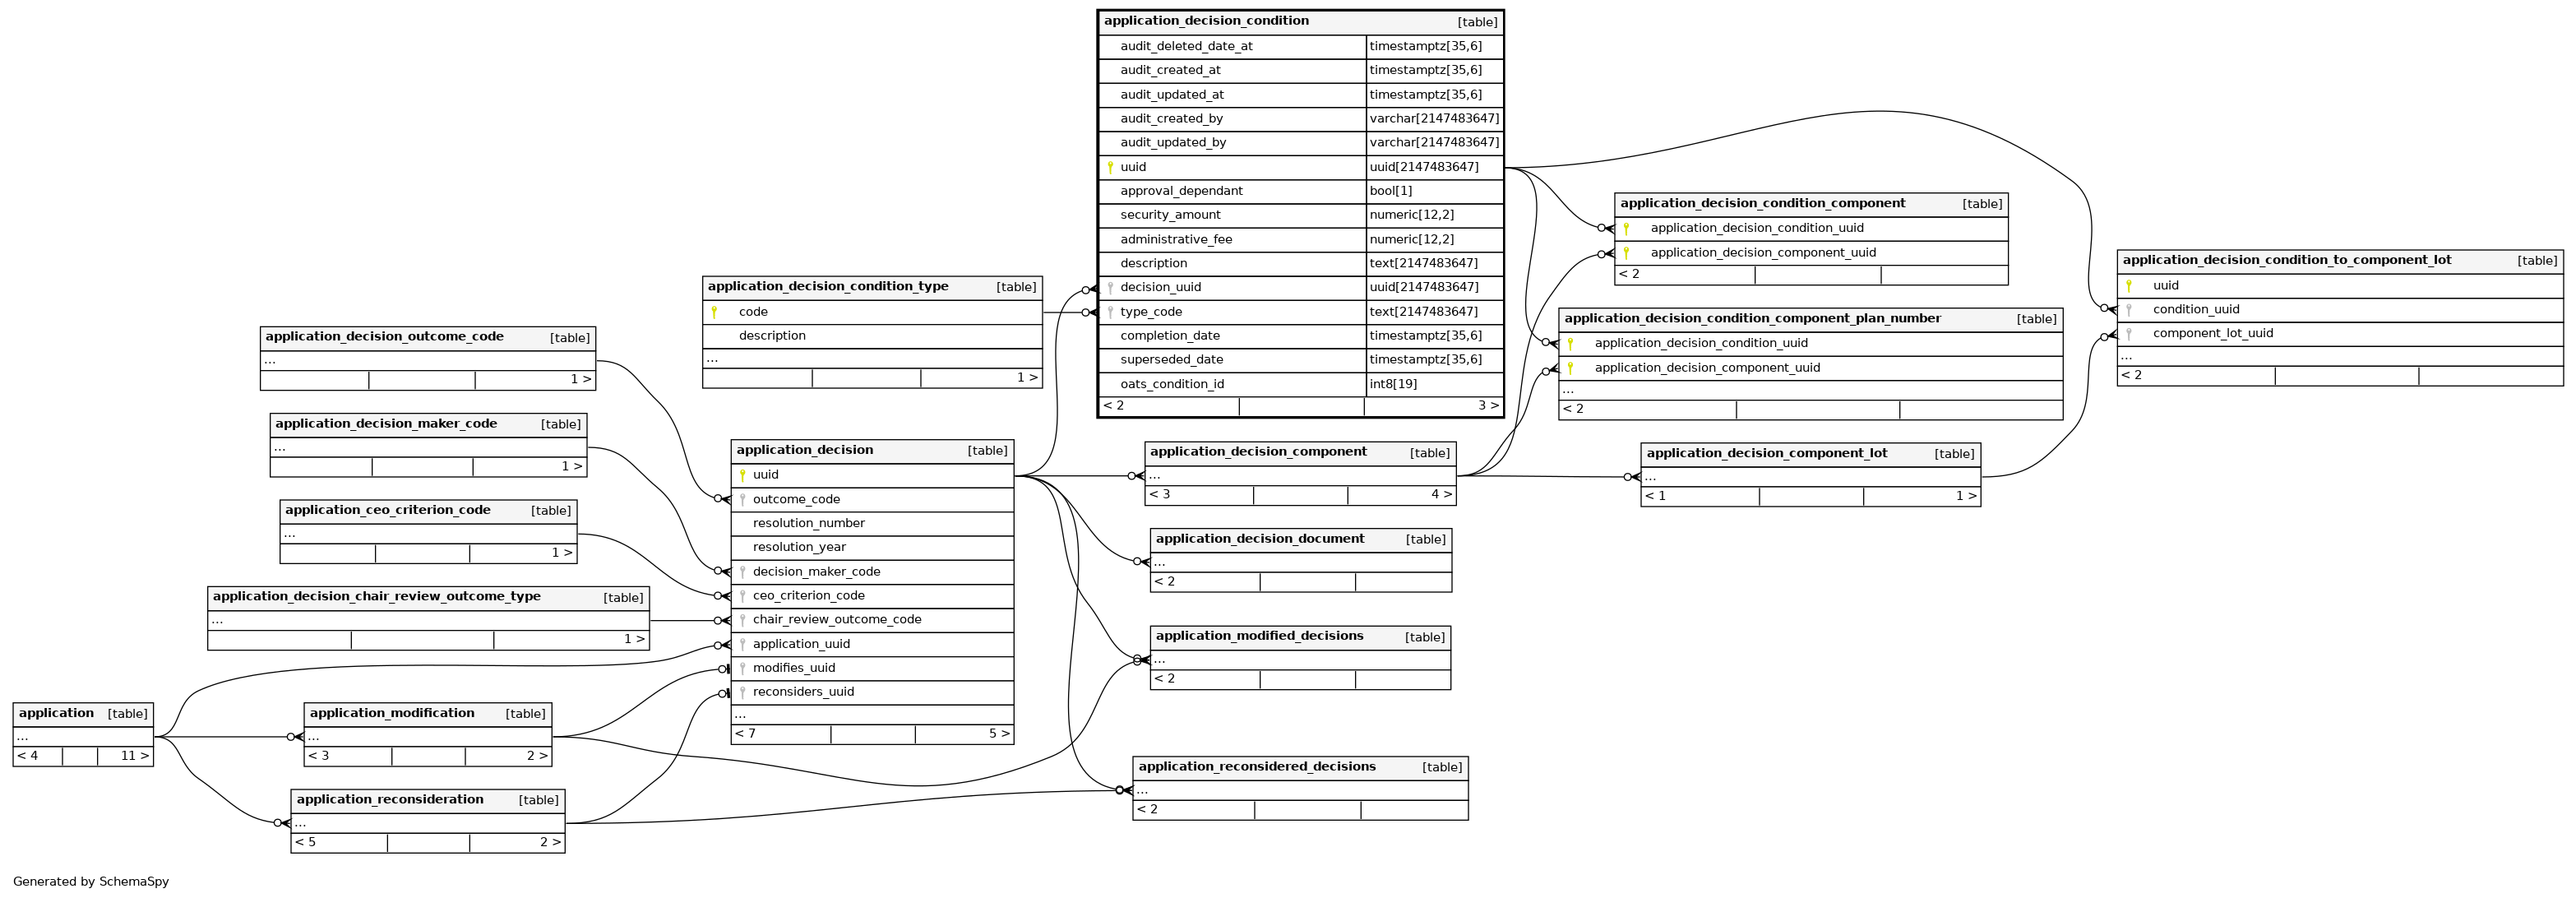 application_decision_condition [table]
audit_deleted_date_at timestamptz[35,6]
audit_created_at timestamptz[35,6]
audit_updated_at timestamptz[35,6]
audit_created_by varchar[2147483647]
audit_updated_by varchar[2147483647]
uuid uuid[2147483647]
approval_dependant bool[1]
security_amount numeric[12,2]
administrative_fee numeric[12,2]
description text[2147483647]
decision_uuid uuid[2147483647]
type_code text[2147483647]
completion_date timestamptz[35,6]
superseded_date timestamptz[35,6]
oats_condition_id int8[19]
< 2 3 >
application_decision_condition_component [table]
application_decision_condition_uuid
application_decision_component_uuid
< 2
application_decision_condition_to_component_lot [table]
uuid
condition_uuid
component_lot_uuid
...
< 2
application_decision_condition_component_plan_number [table]
application_decision_condition_uuid
application_decision_component_uuid
...
< 2
application_decision_condition_type [table]
code
description
...
1 >
application_decision_outcome_code [table]
...
1 >
application_decision_maker_code [table]
...
1 >
application_ceo_criterion_code [table]
...
1 >
application_decision_chair_review_outcome_type [table]
...
1 >
application_decision [table]
uuid
outcome_code
resolution_number
resolution_year
decision_maker_code
ceo_criterion_code
chair_review_outcome_code
application_uuid
modifies_uuid
reconsiders_uuid
...
< 7 5 >
application_decision_component [table]
...
< 3 4 >
application_decision_component_lot [table]
...
< 1 1 >
application_decision_document [table]
...
< 2
application_modified_decisions [table]
...
< 2
application_reconsidered_decisions [table]
...
< 2
application [table]
...
< 4 11 >
application_modification [table]
...
< 3 2 >
application_reconsideration [table]
...
< 5 2 >
Generated by SchemaSpy